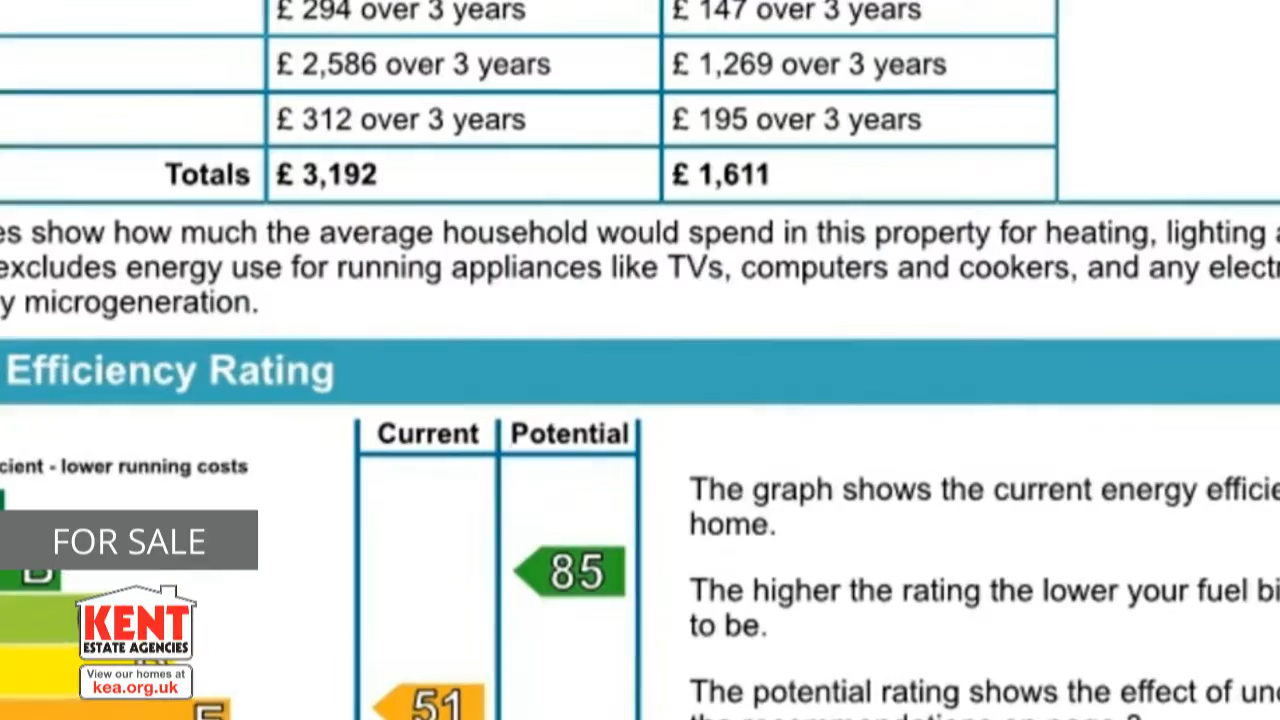 £ 294 over 3 years £ 147 over 3 years
£ 2,586 over 3 years £ 1,269 over 3 years
£ 312 over 3 years £ 195 over 3 years
Totals £ 3,192 £ 1,611
es show how much the average household would spend in this property for heating, lighting a
excludes energy use for running appliances like TVs, computers and cookers, and any electr
y microgeneration.
Efficiency Rating
Current Potential
cient - lower running costs
The graph shows the current energy efficie
home.
FOR SALE
B
85
The higher the rating the lower your fuel bi
to be.
KENT
ESTATE AGENCIES
View our homes at
kea.org.uk
51
E
The potential rating shows the effect of und